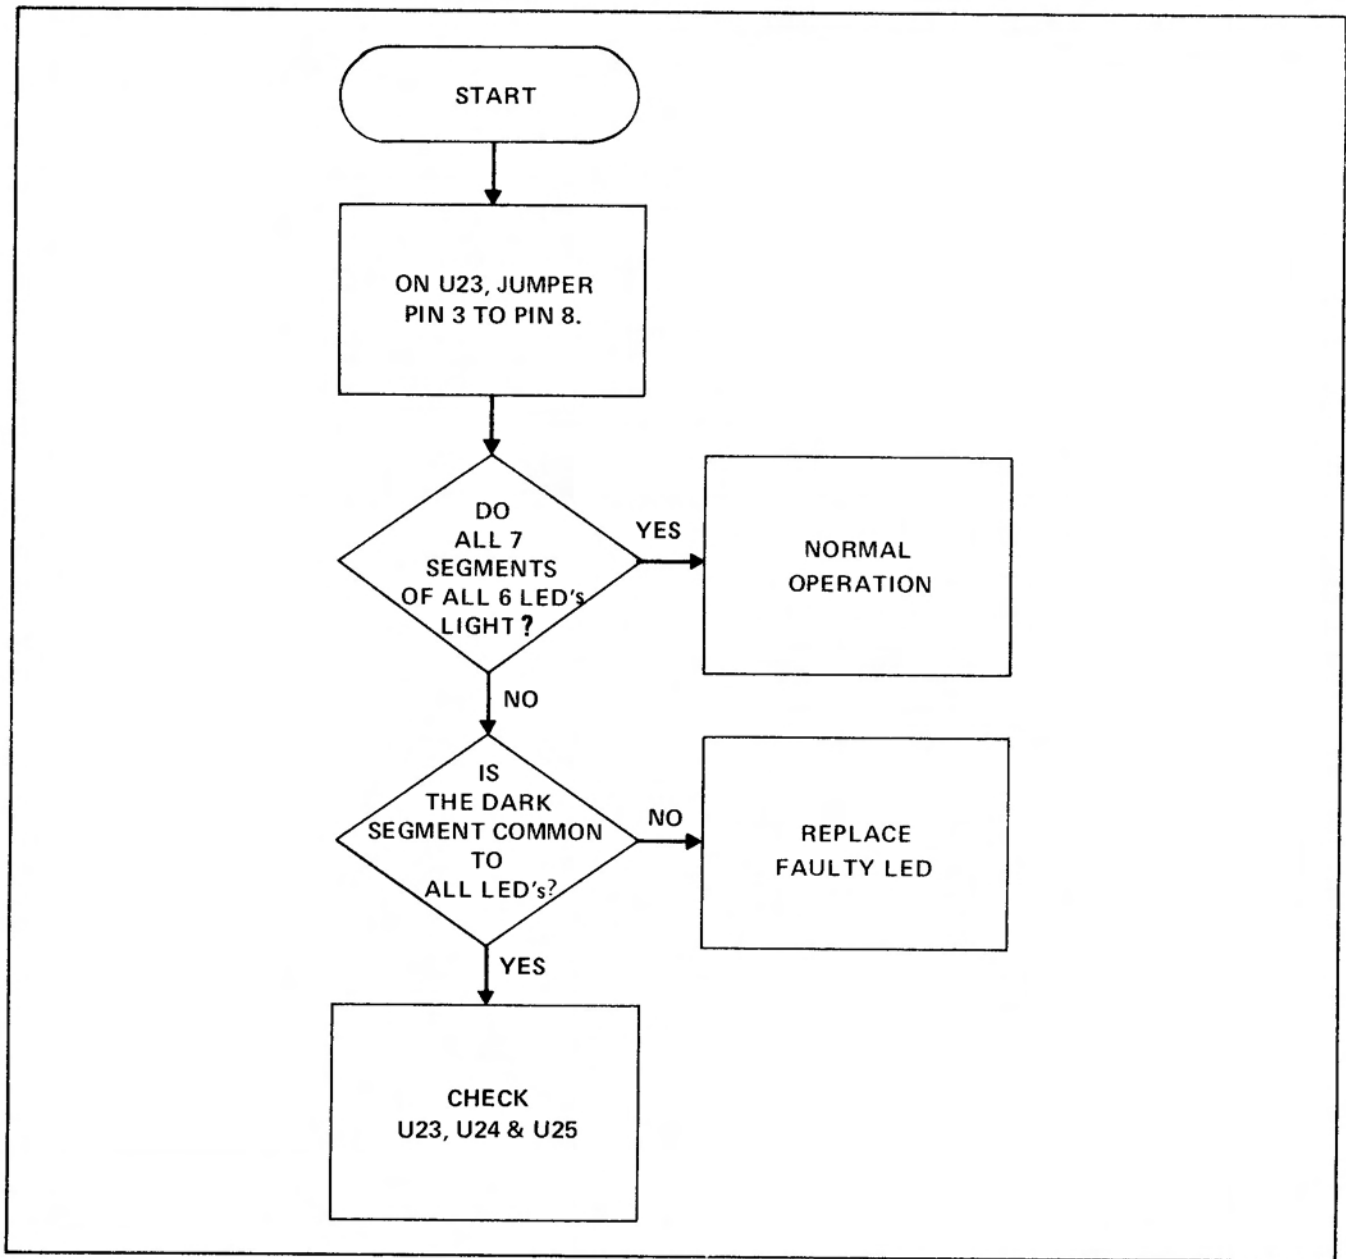 START
ON U23, JUMPER
PIN 3 TO PIN 8.
DO
ALL 7
SEGMENTS
OF ALL 6 LED's
LIGHT?
YES
NORMAL
OPERATION
NO
IS
THE DARK
SEGMENT COMMON
TO
ALL LED's?
NO
REPLACE
FAULTY LED
YES
CHECK
U23, U24 & U25